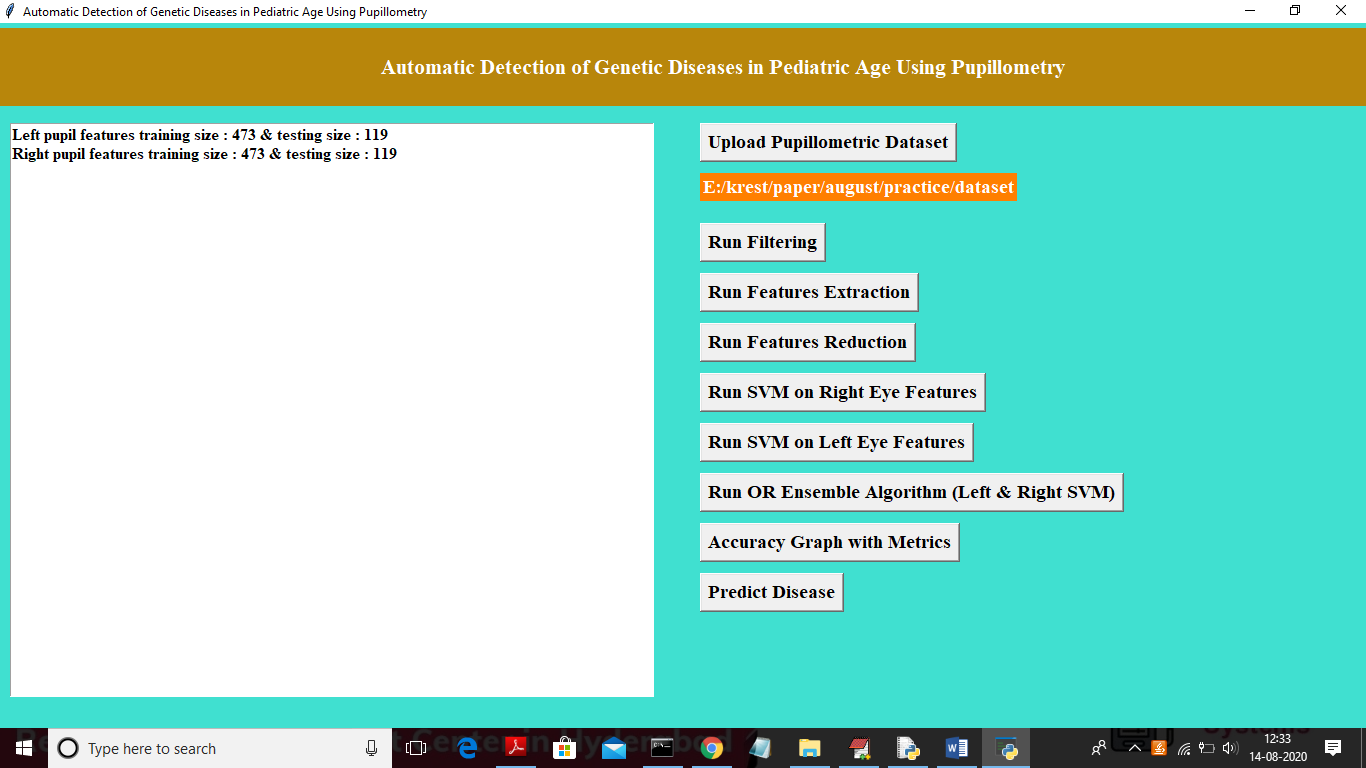 Automatic Detection of Genetic Diseases in Pediatric Age Using Pupillometry
Automatic Detection of Genetic Diseases in Pediatric Age Using Pupillometry
Left pupil features training size : 473 & testing size : 119
Right pupil features training size : 473 & testing size : 119
Upload Pupillometric Dataset
E:/krest/paper/august/practice/dataset
Run Filtering
Run Features Extraction
Run Features Reduction
Run SVM on Right Eye Features
Run SVM on Left Eye Features
Run OR Ensemble Algorithm (Left & Right SVM)
Accuracy Graph with Metrics
Predict Disease
Type here to search
Systems
12:33
14-08-2020